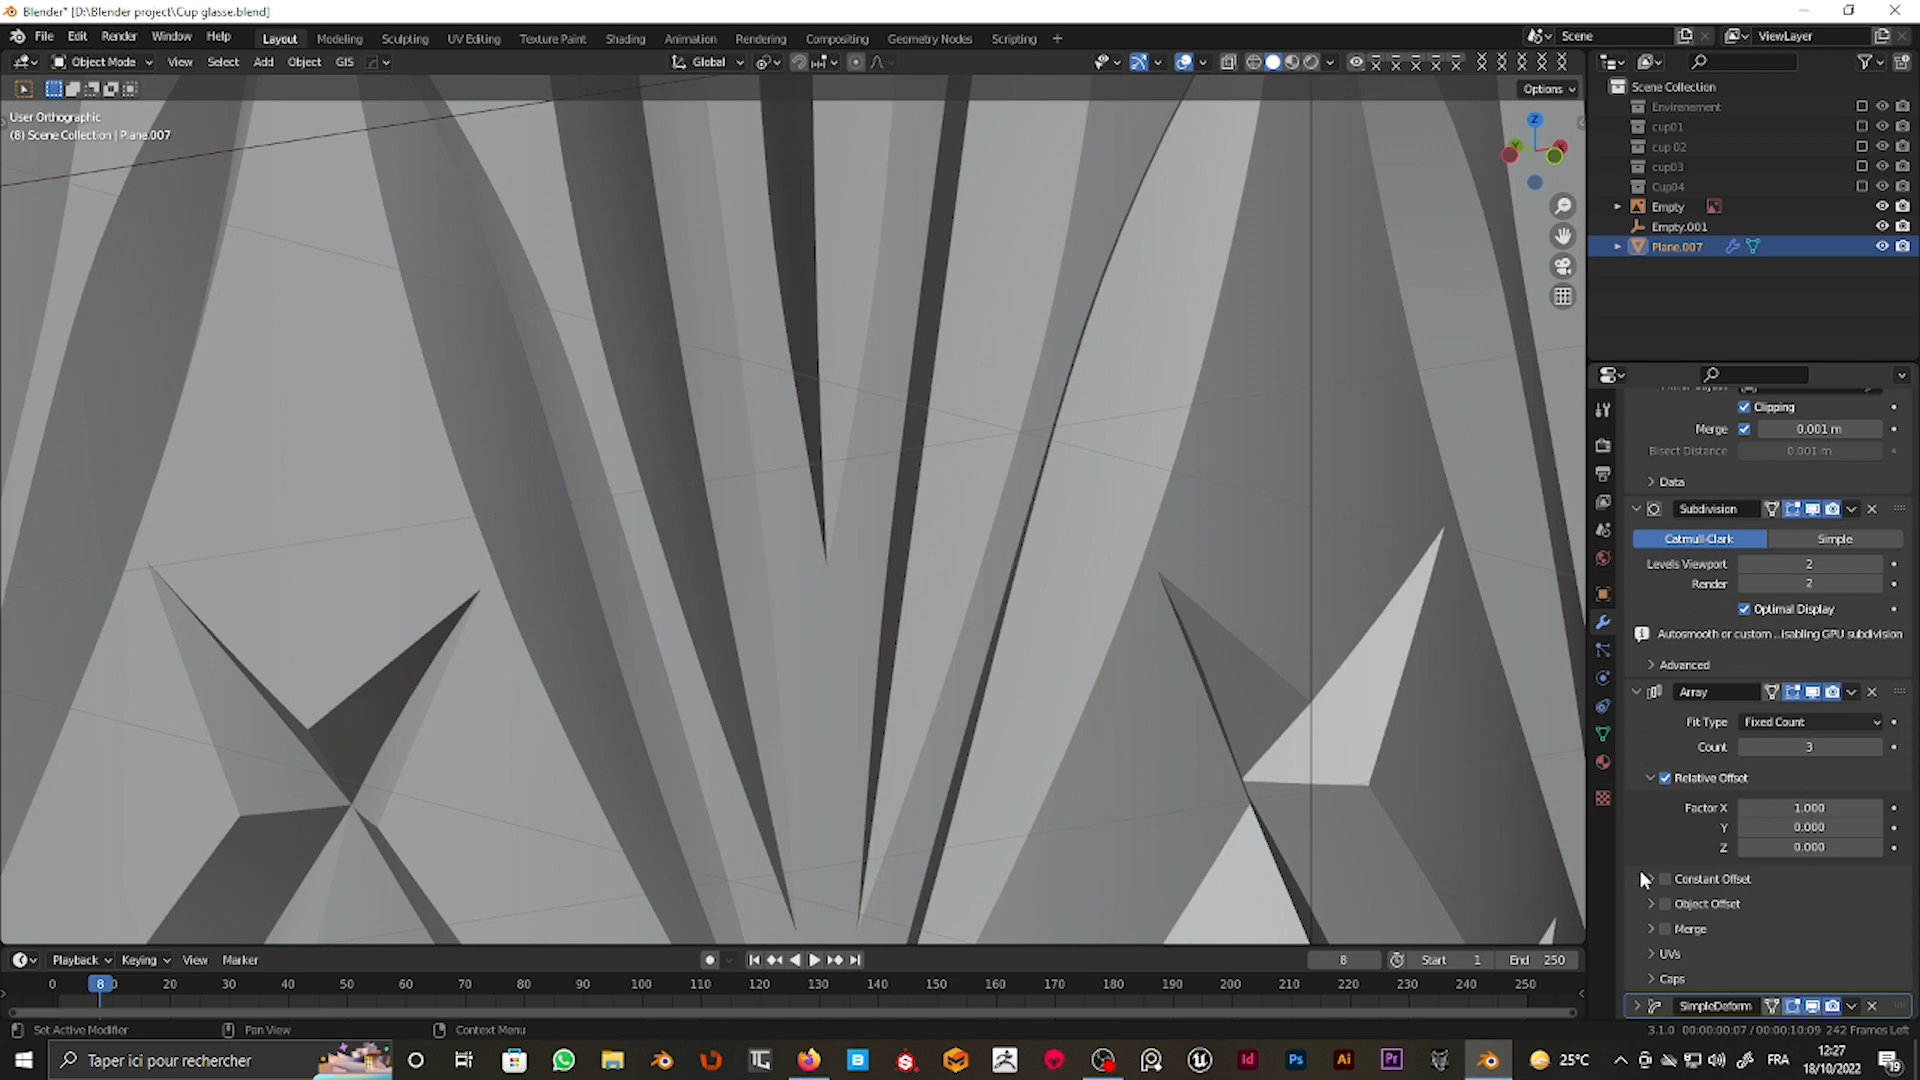 Blender* [D:\Blender project\Cup glasse.blend]
File Edit Render Window Help Layout Modeling Sculpting UV Editing Texture Paint Shading Animation Rendering Compositing Geometry Nodes Scripting Scene ViewLayer
Object Mode View Select Add Object GIS Global
Options
User Orthographic
(8) Scene Collection | Plane.007
Z
Scene Collection
Envirenement
cup01
cup 02
cup03
Cup04
Empty
Empty.001
Plane.007
Clipping
Merge 0.001 m
Bisect Distance 0.001 m
Data
Subdivision
Catmull-Clark Simple
Levels Viewport 2
Render 2
Optimal Display
Autosmooth or custom ...isabling GPU subdivision
Advanced
Array
Fit Type Fixed Count
Count 3
Relative Offset
Factor X 1.000
Y 0.000
Z 0.000
Constant Offset
Object Offset
Merge
UVs
Caps
SimpleDeform
Playback Keying View Marker 8 Start 1 End 250
0 8 20 30 40 50 60 70 80 90 100 110 120 130 140 150 160 170 180 190 200 210 220 230 240 250
Set Active Modifier Pan View Context Menu 3.1.0 00:00:00:07 / 00:00:10:09 242 Frames Left
Taper ici pour rechercher 25°C FRA 12:27
18/10/2022 19